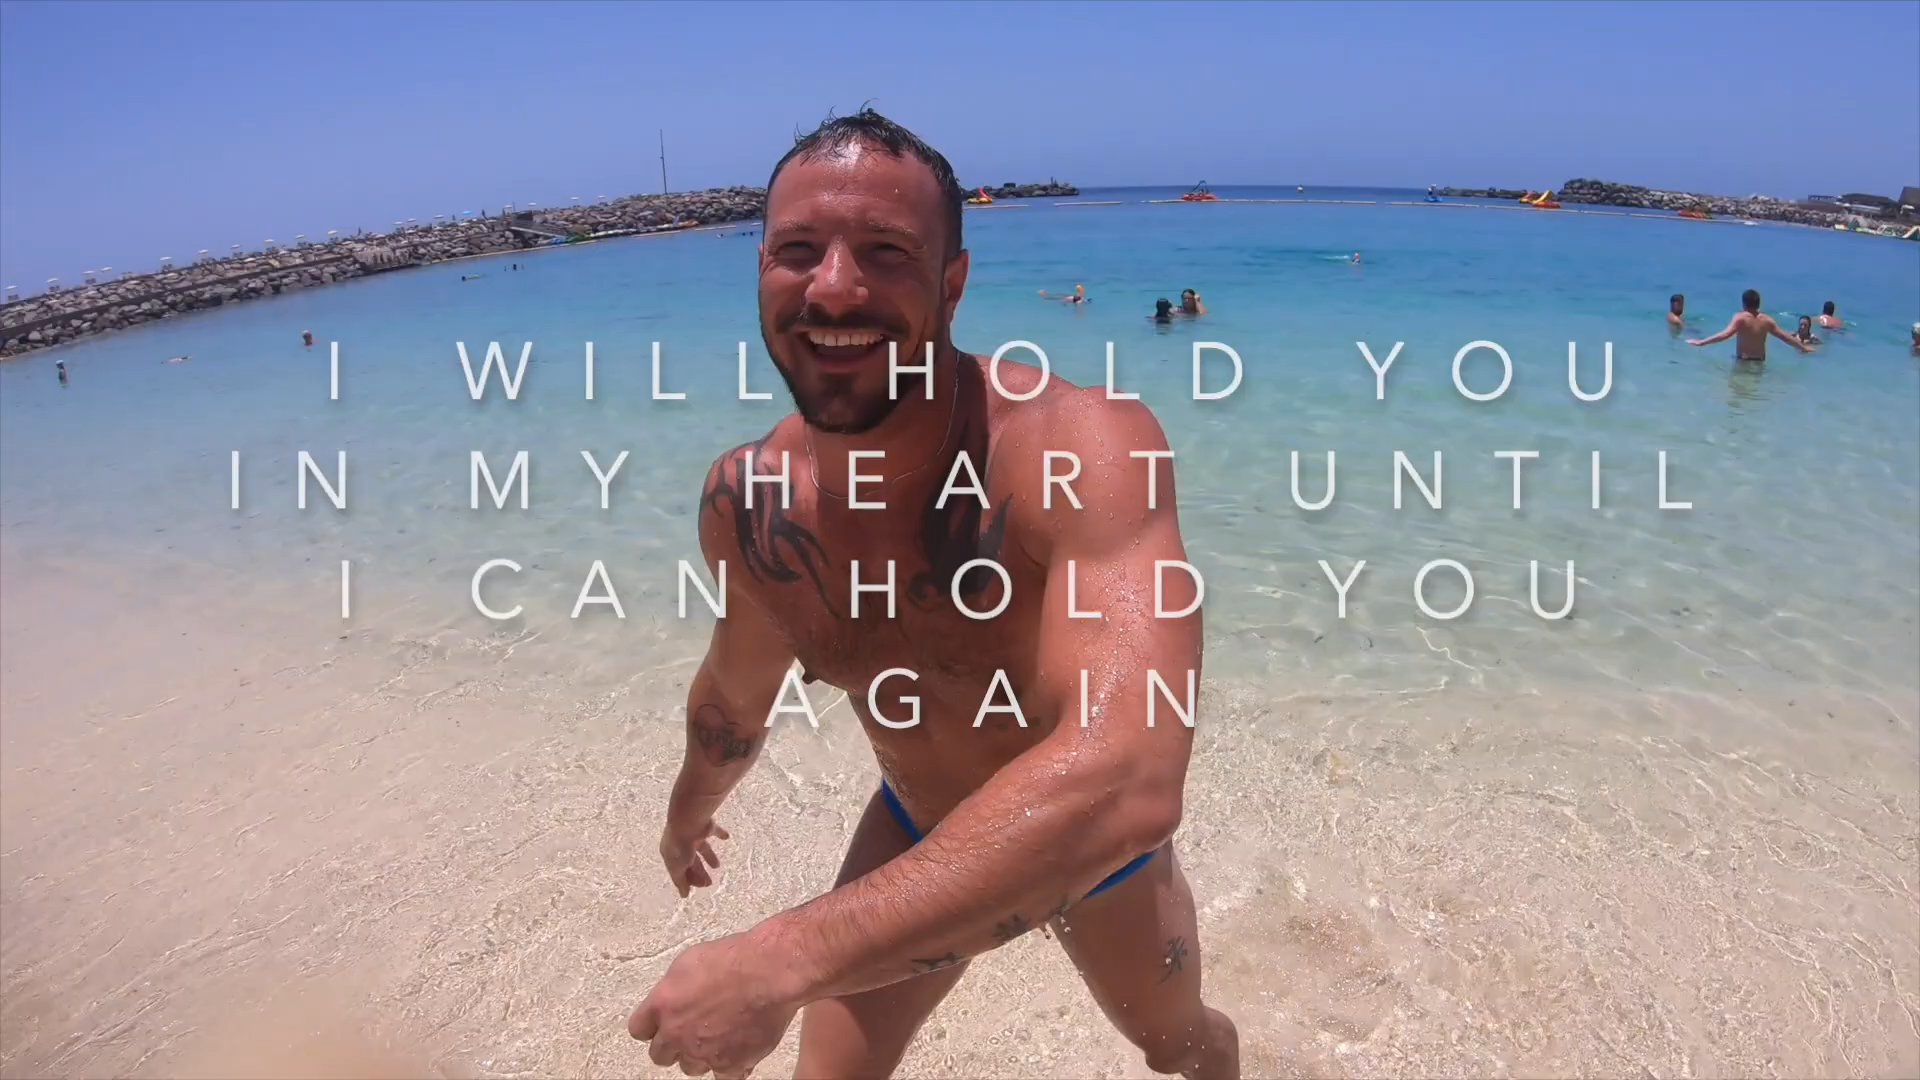 I WILL HOLD YOU
IN MY HEART UNTIL
I CAN HOLD YOU
AGAIN